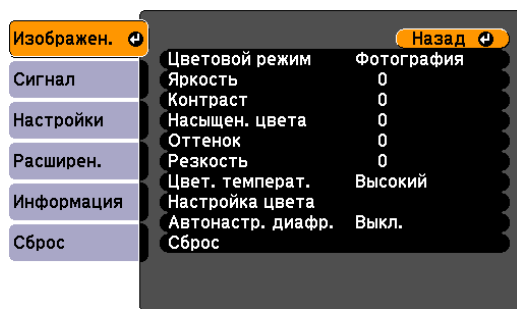 Изображен.
Сигнал
Настройки
Расширен.
Информация
Сброс
Назад
Цветовой режим Фотография
Яркость 0
Контраст 0
Насыщен. цвета 0
Оттенок 0
Резкость 0
Цвет. температ. Высокий
Настройка цвета
Автонастр. диафр. Выкл.
Сброс